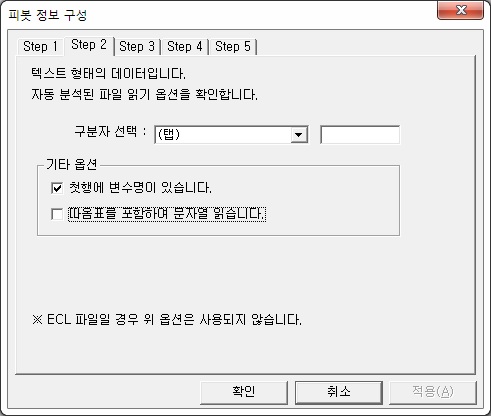 피봇 정보 구성
Step 1 Step 2 Step 3 Step 4 Step 5
텍스트 형태의 데이터입니다.
자동 분석된 파일 읽기 옵션을 확인합니다.
구분자 선택 : (탭)
기타 옵션
첫행에 변수명이 있습니다.
따옴표를 포함하여 문자열 읽습니다.
※ ECL 파일일 경우 위 옵션은 사용되지 않습니다.
확인 취소 적용(A)